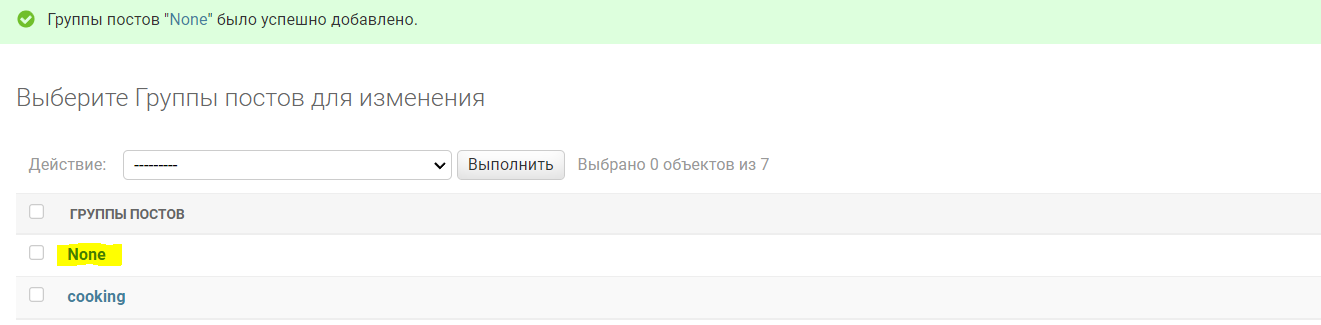 Группы постов "None" было успешно добавлено.
Выберите Группы постов для изменения
Действие: --------- Выполнить Выбрано 0 объектов из 7
ГРУППЫ ПОСТОВ
None
cooking